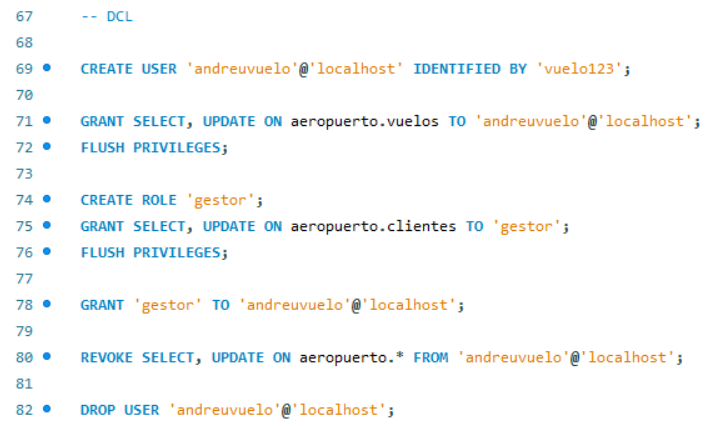 67 -- DCL
68
69 CREATE USER 'andreuvuelo'@'localhost' IDENTIFIED BY 'vuelo123';
70
71 GRANT SELECT, UPDATE ON aeropuerto.vuelos TO 'andreuvuelo'@'localhost';
72 FLUSH PRIVILEGES;
73
74 CREATE ROLE 'gestor';
75 GRANT SELECT, UPDATE ON aeropuerto.clientes TO 'gestor';
76 FLUSH PRIVILEGES;
77
78 GRANT 'gestor' TO 'andreuvuelo'@'localhost';
79
80 REVOKE SELECT, UPDATE ON aeropuerto.* FROM 'andreuvuelo'@'localhost';
81
82 DROP USER 'andreuvuelo'@'localhost';